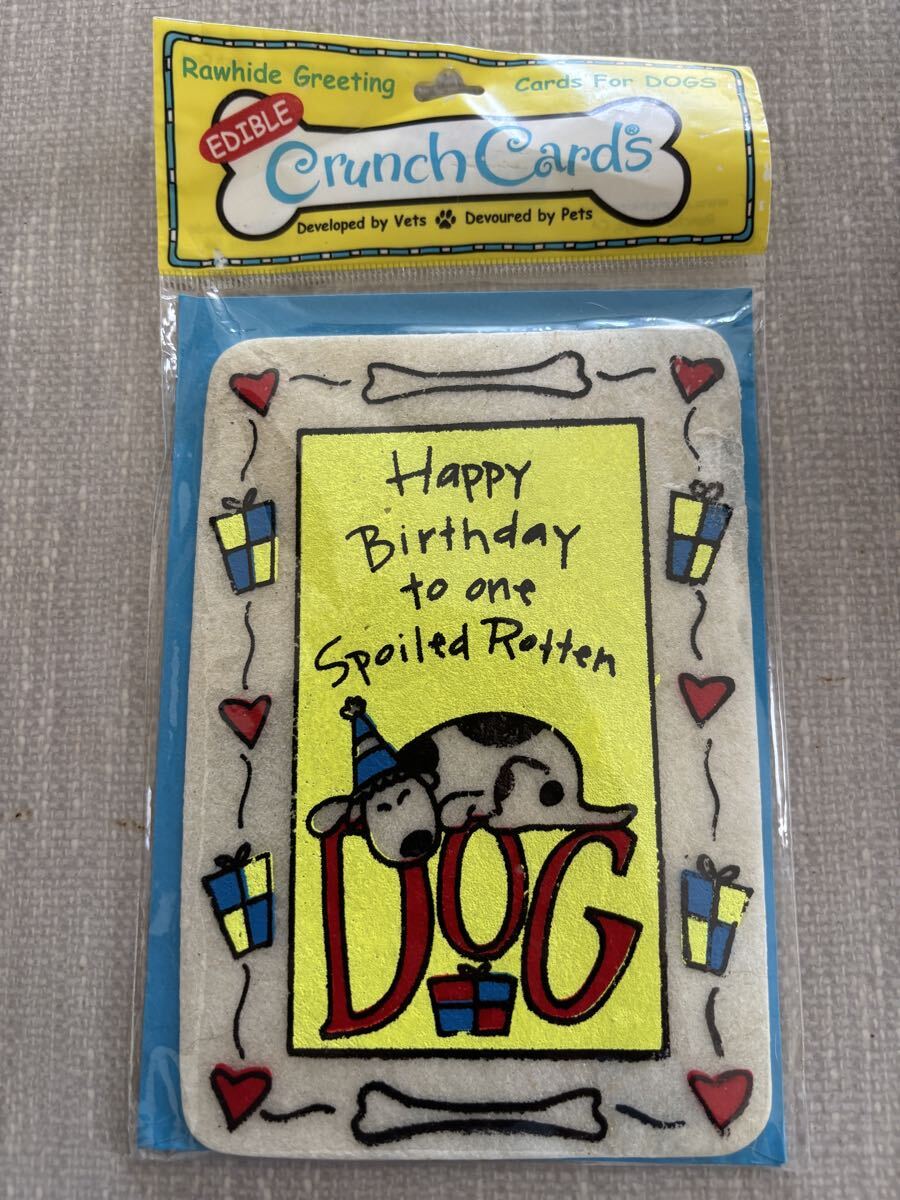 Rawhide Greeting Cards For DOGS
EDIBLE
Crunch Cards®
Developed by Vets Devoured by Pets
Happy
Birthday
to one
Spoiled Rotten
DOG